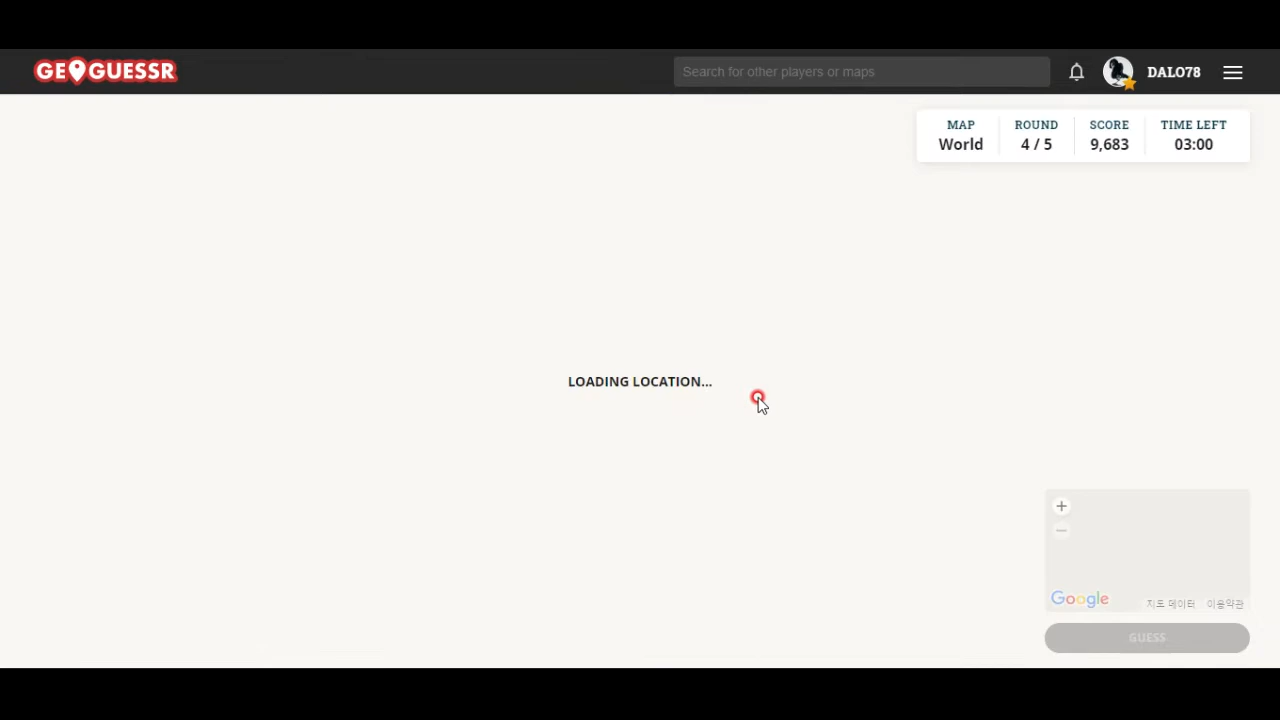 GEOGUESSR
Search for other players or maps
DALO78
MAP
World
ROUND
4 / 5
SCORE
9,683
TIME LEFT
03:00
LOADING LOCATION...
+
−
Google
지도 데이터
이용약관
GUESS